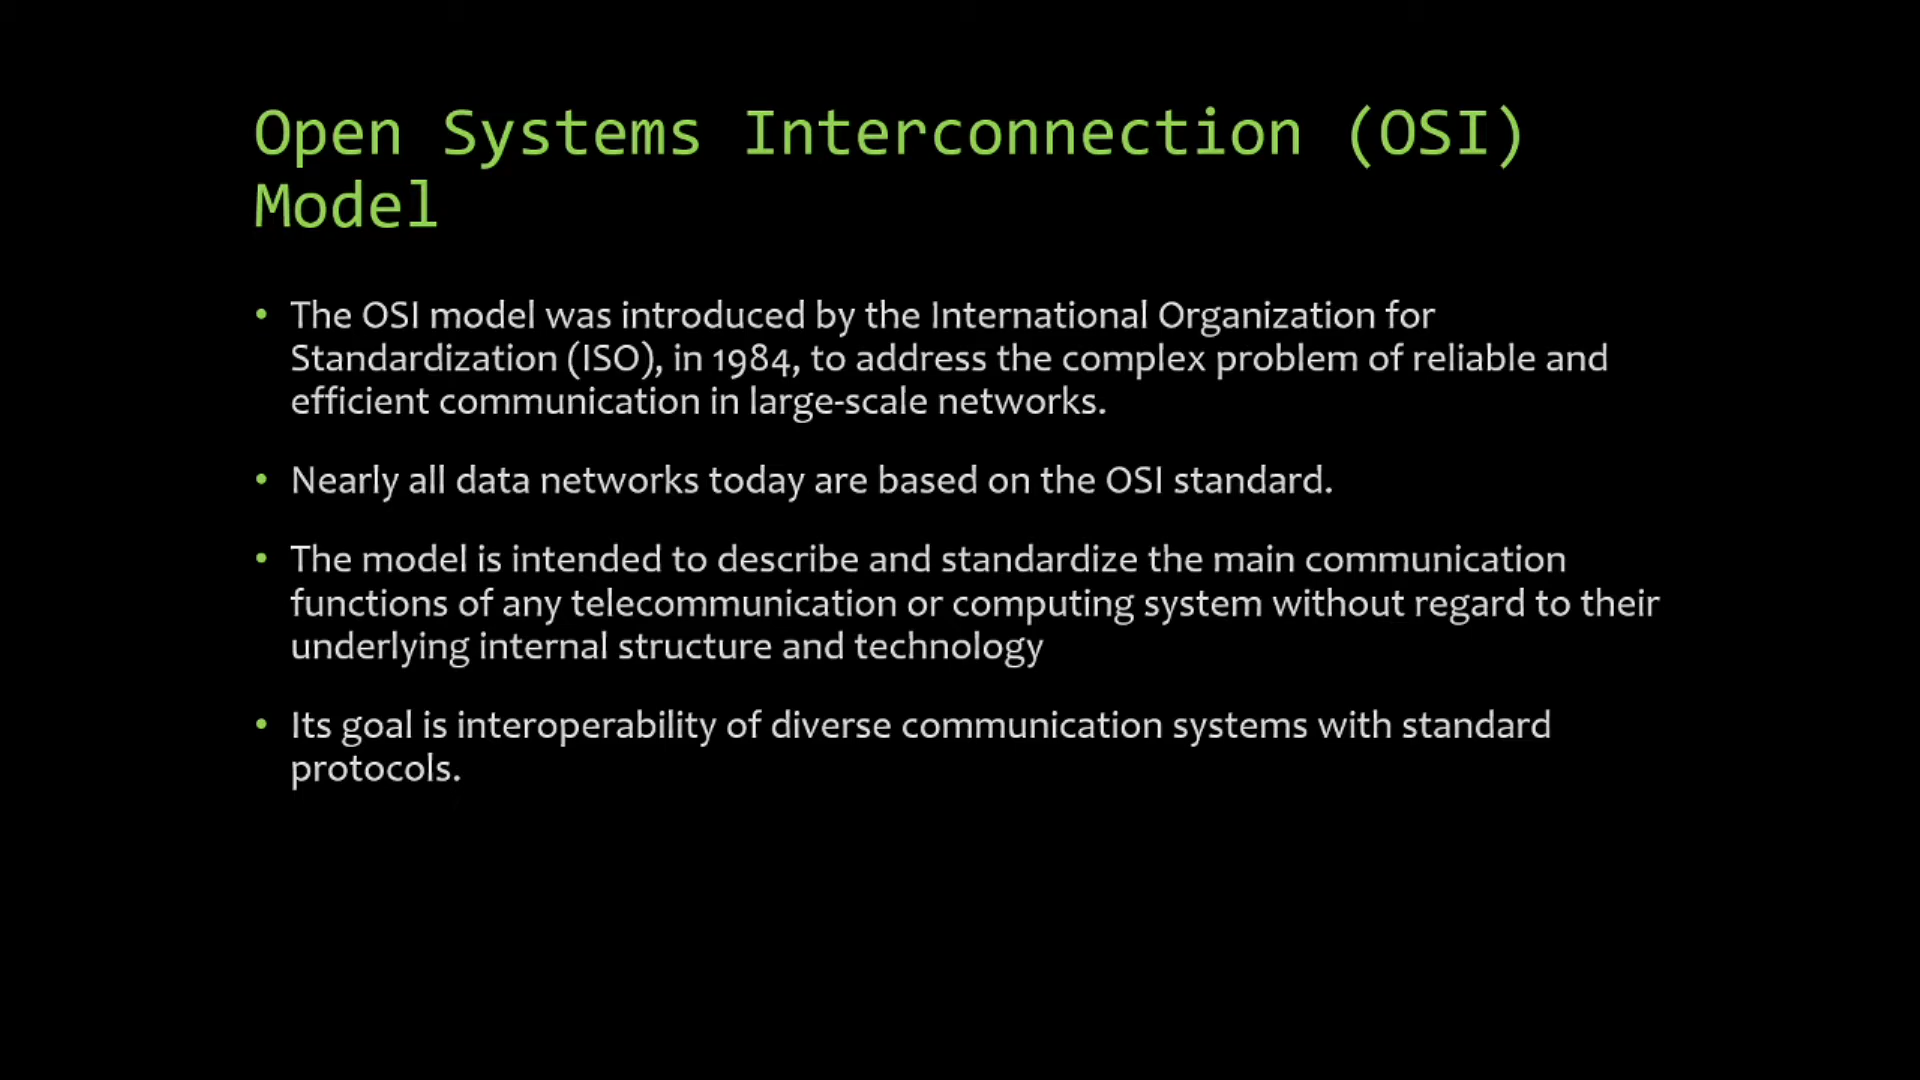 Open Systems Interconnection (OSI)
Model
• The OSI model was introduced by the International Organization for
Standardization (ISO), in 1984, to address the complex problem of reliable and
efficient communication in large-scale networks.
• Nearly all data networks today are based on the OSI standard.
• The model is intended to describe and standardize the main communication
functions of any telecommunication or computing system without regard to their
underlying internal structure and technology
• Its goal is interoperability of diverse communication systems with standard
protocols.